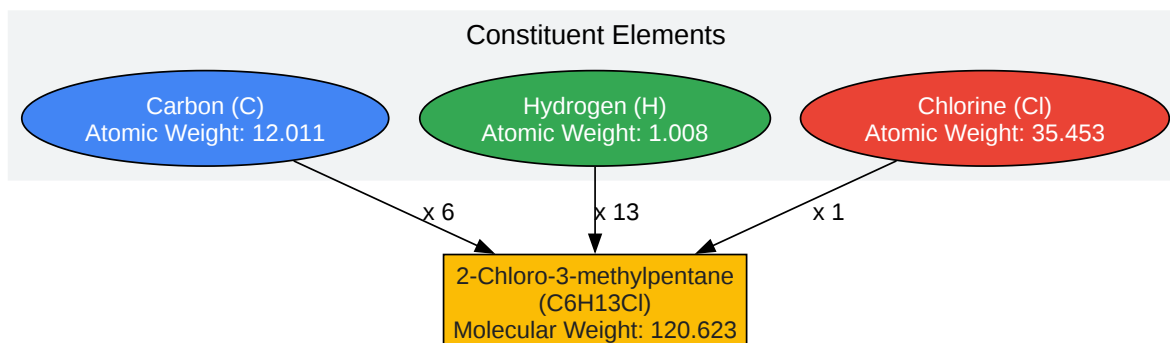 Constituent Elements
Carbon (C)
Atomic Weight: 12.011
Hydrogen (H)
Atomic Weight: 1.008
Chlorine (Cl)
Atomic Weight: 35.453
x 6
x 13
x 1
2-Chloro-3-methylpentane
(C6H13Cl)
Molecular Weight: 120.623